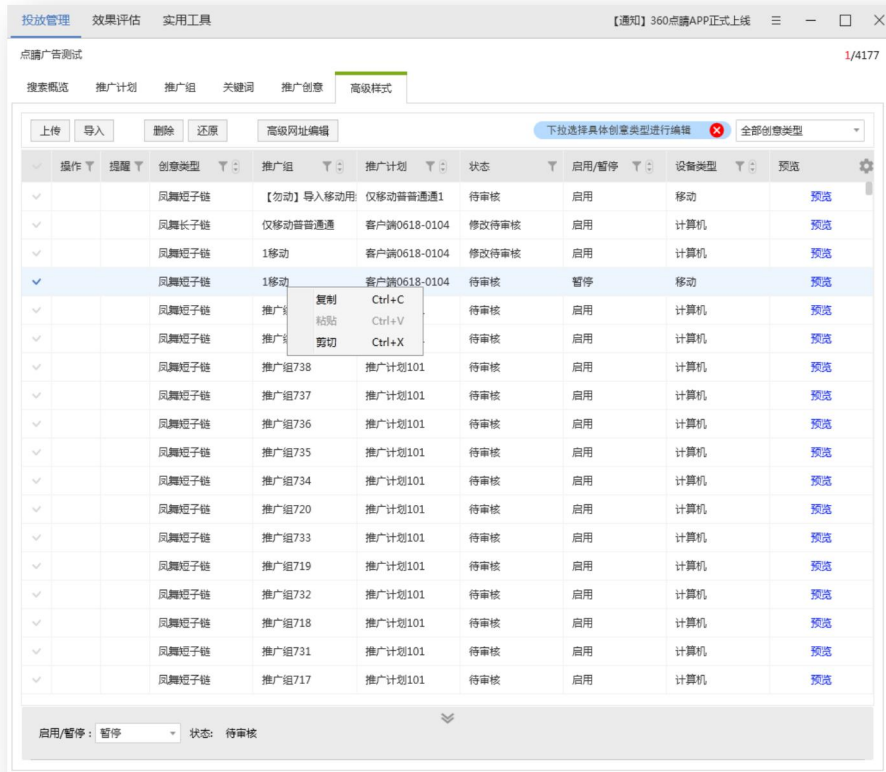 投放管理 效果评估 实用工具 【通知】360点睛APP正式上线
点睛广告测试 1/4177
搜索概览 推广计划 推广组 关键词 推广创意 高级样式
上传 导入 删除 还原 高级网址编辑 下拉选择具体创意类型进行编辑 全部创意类型
操作 提醒 创意类型 推广组 推广计划 状态 启用/暂停 设备类型 预览
凤舞短子链 【勿动】导入移动用 仅移动普普通通1 待审核 启用 移动 预览
凤舞长子链 仅移动普普通通 客户端0618-0104 修改待审核 启用 计算机 预览
凤舞短子链 1移动 客户端0618-0104 修改待审核 启用 计算机 预览
凤舞短子链 1移动 客户端0618-0104 待审核 暂停 移动 预览
复制 Ctrl+C
粘贴 Ctrl+V
剪切 Ctrl+X
凤舞短子链 推广 待审核 启用 计算机 预览
凤舞短子链 推广 待审核 启用 计算机 预览
凤舞短子链 推广组738 推广计划101 待审核 启用 计算机 预览
凤舞短子链 推广组737 推广计划101 待审核 启用 计算机 预览
凤舞短子链 推广组736 推广计划101 待审核 启用 计算机 预览
凤舞短子链 推广组735 推广计划101 待审核 启用 计算机 预览
凤舞短子链 推广组734 推广计划101 待审核 启用 计算机 预览
凤舞短子链 推广组720 推广计划101 待审核 启用 计算机 预览
凤舞短子链 推广组733 推广计划101 待审核 启用 计算机 预览
凤舞短子链 推广组719 推广计划101 待审核 启用 计算机 预览
凤舞短子链 推广组732 推广计划101 待审核 启用 计算机 预览
凤舞短子链 推广组718 推广计划101 待审核 启用 计算机 预览
凤舞短子链 推广组731 推广计划101 待审核 启用 计算机 预览
凤舞短子链 推广组717 推广计划101 待审核 启用 计算机 预览
启用/暂停：暂停 状态: 待审核